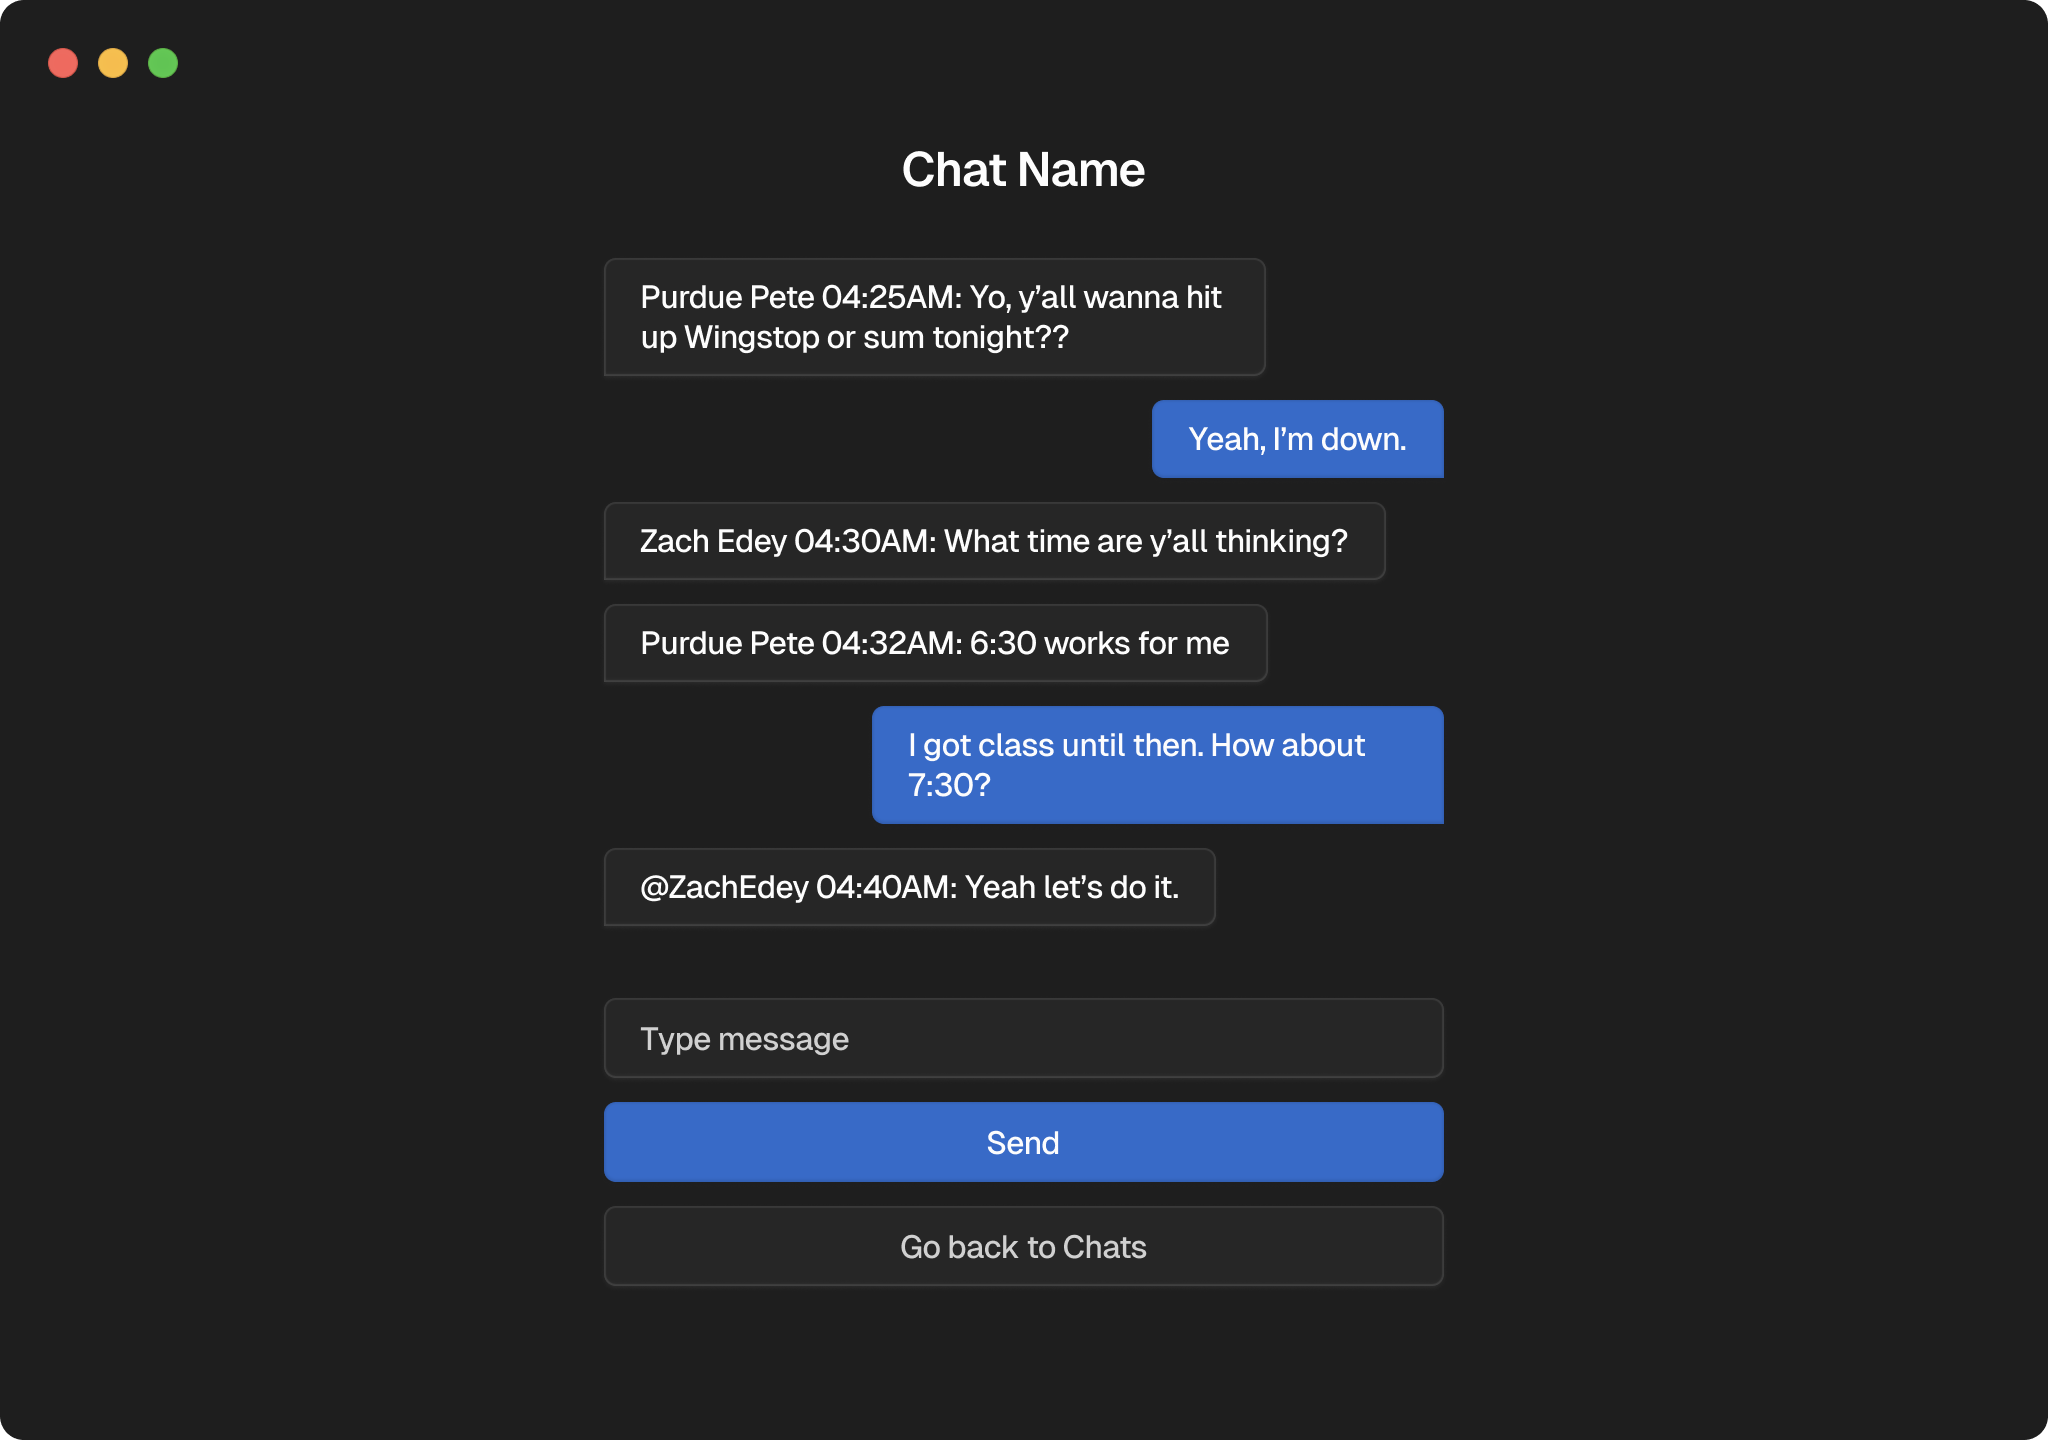 Chat Name
Purdue Pete 04:25AM: Yo, y’all wanna hit
up Wingstop or sum tonight??
Yeah, I’m down.
Zach Edey 04:30AM: What time are y’all thinking?
Purdue Pete 04:32AM: 6:30 works for me
I got class until then. How about
7:30?
@ZachEdey 04:40AM: Yeah let’s do it.
Type message
Send
Go back to Chats